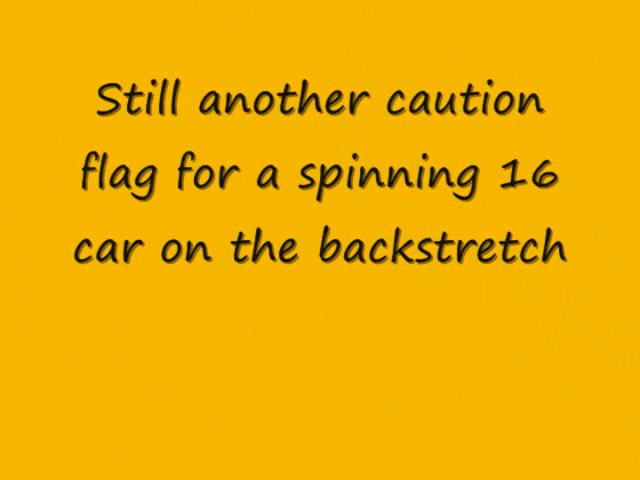 Still another caution
flag for a spinning 16
car on the backstretch